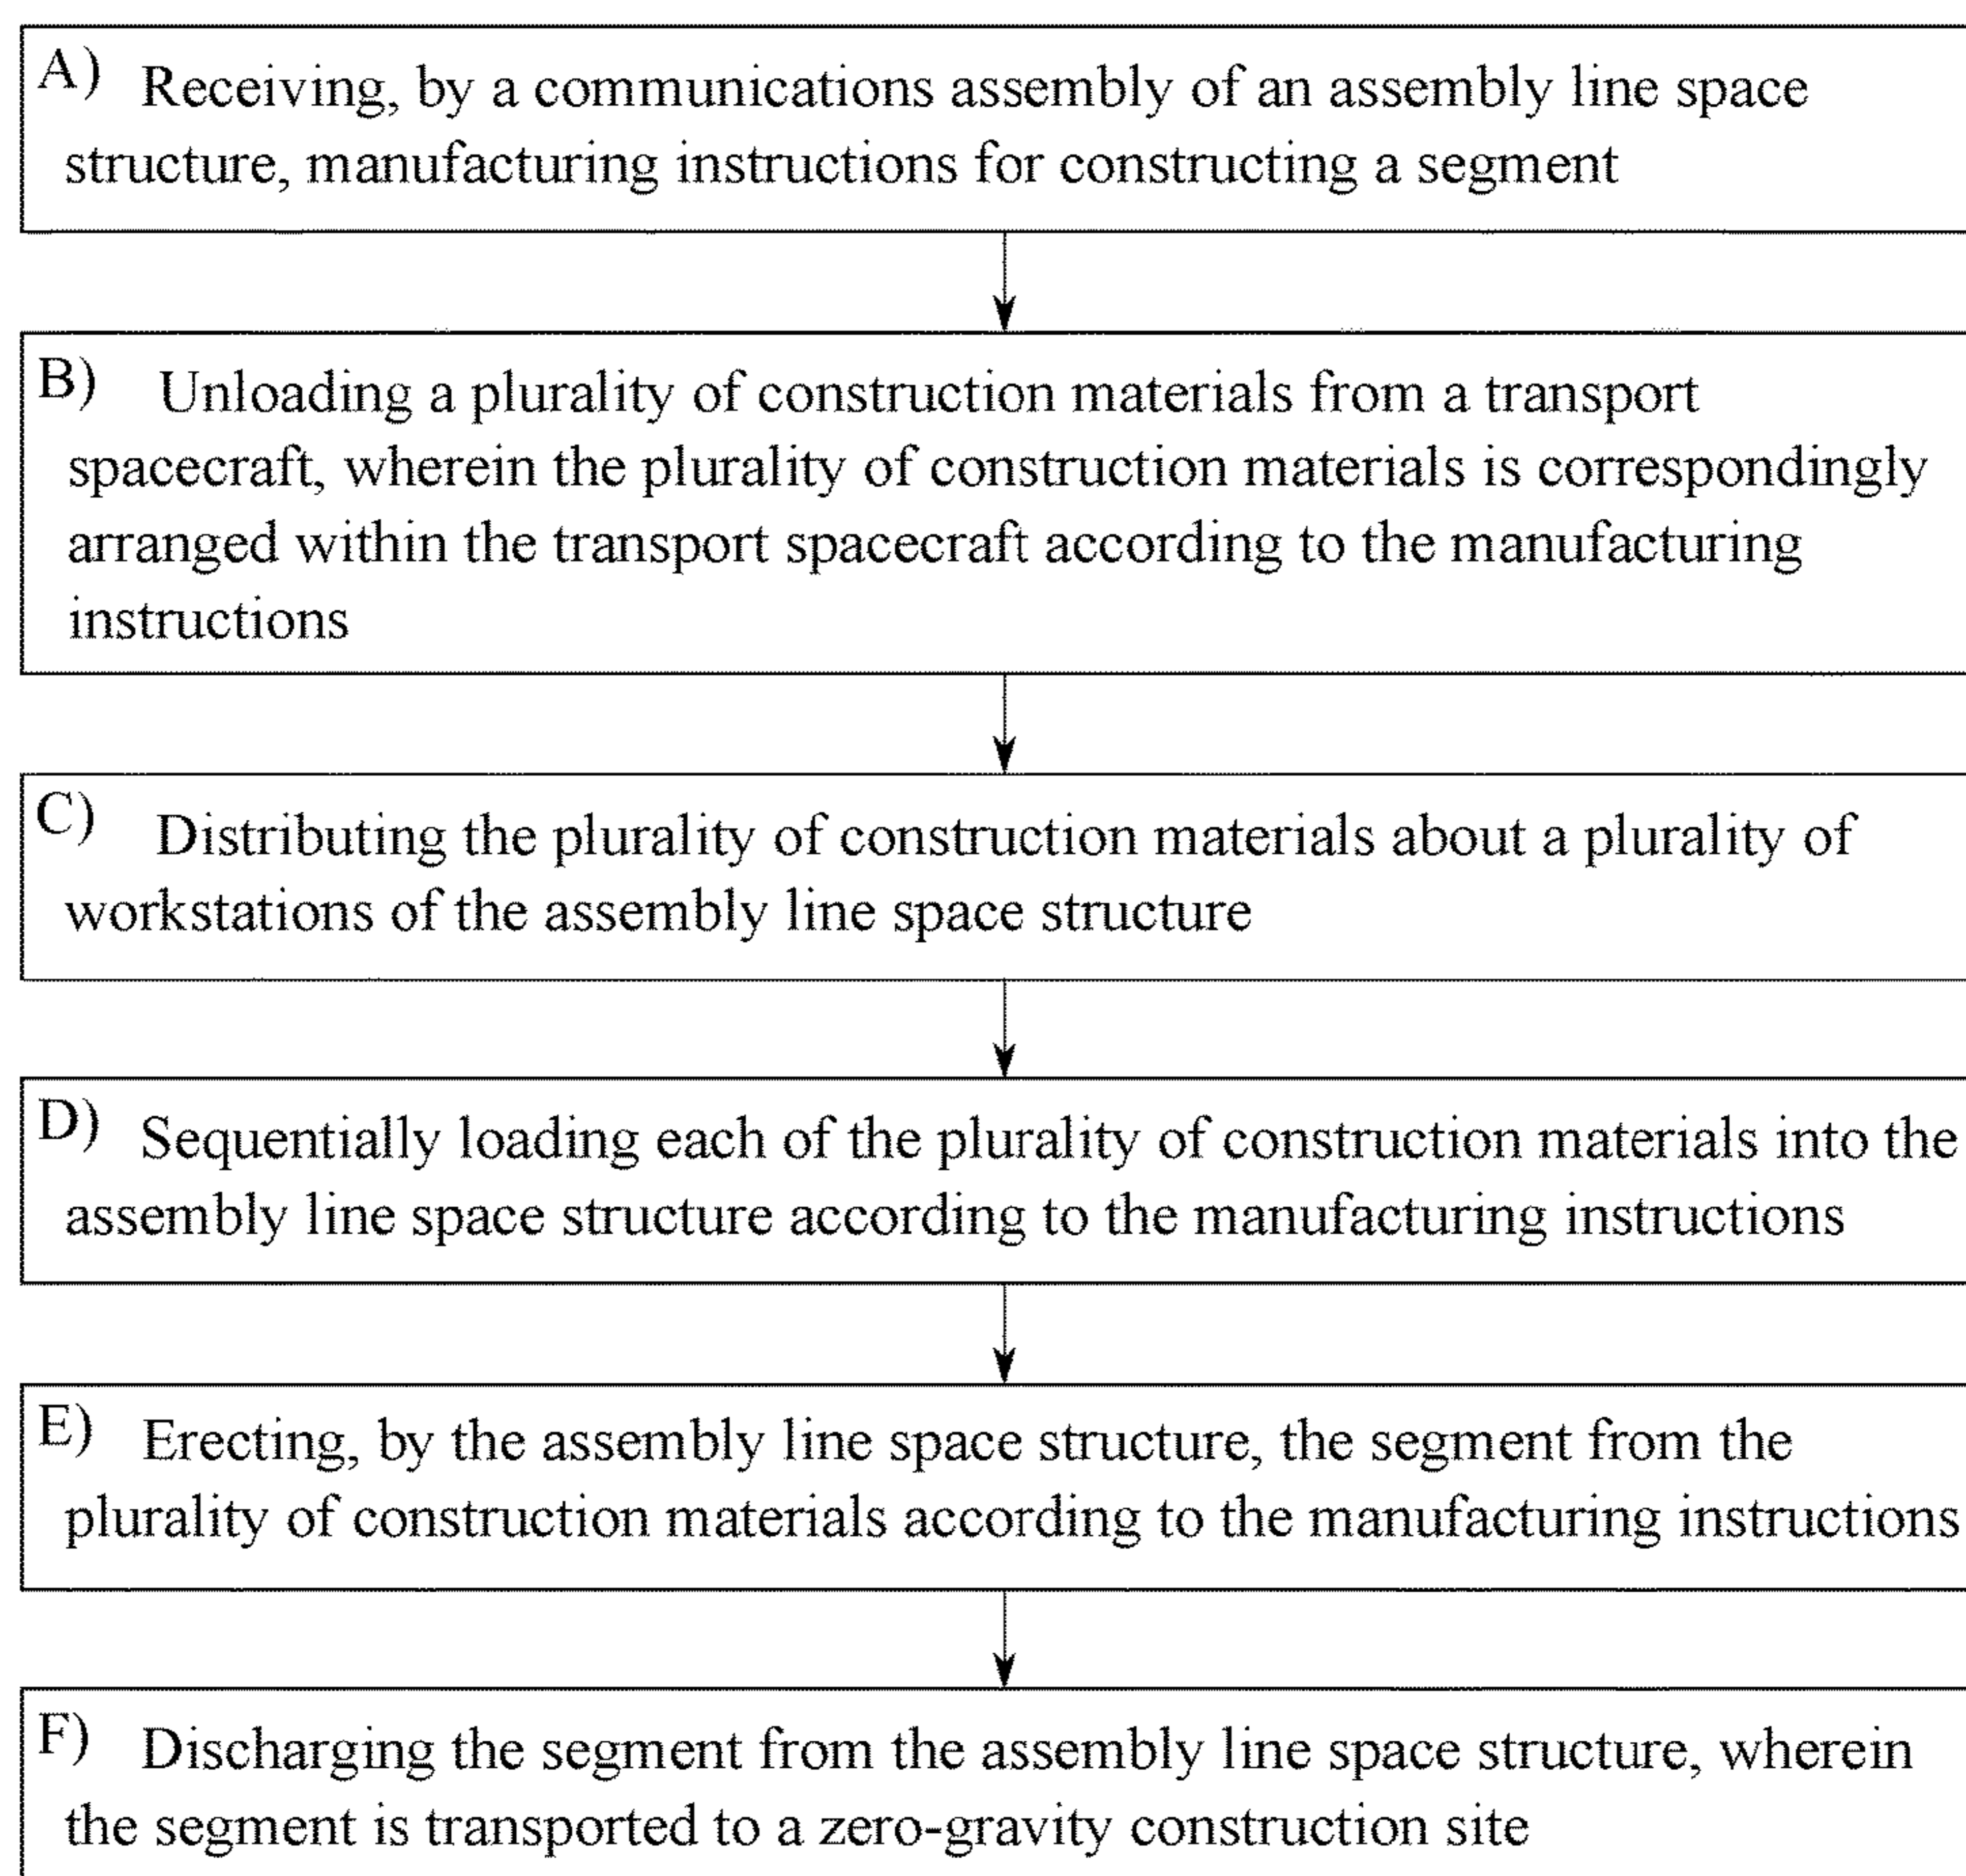 A) Receiving, by a communications assembly of an assembly line space
structure, manufacturing instructions for constructing a segment
B) Unloading a plurality of construction materials from a transport
spacecraft, wherein the plurality of construction materials is correspondingly
arranged within the transport spacecraft according to the manufacturing
instructions
C) Distributing the plurality of construction materials about a plurality of
workstations of the assembly line space structure
D) Sequentially loading each of the plurality of construction materials into the
assembly line space structure according to the manufacturing instructions
E) Erecting, by the assembly line space structure, the segment from the
plurality of construction materials according to the manufacturing instructions
F) Discharging the segment from the assembly line space structure, wherein
the segment is transported to a zero-gravity construction site